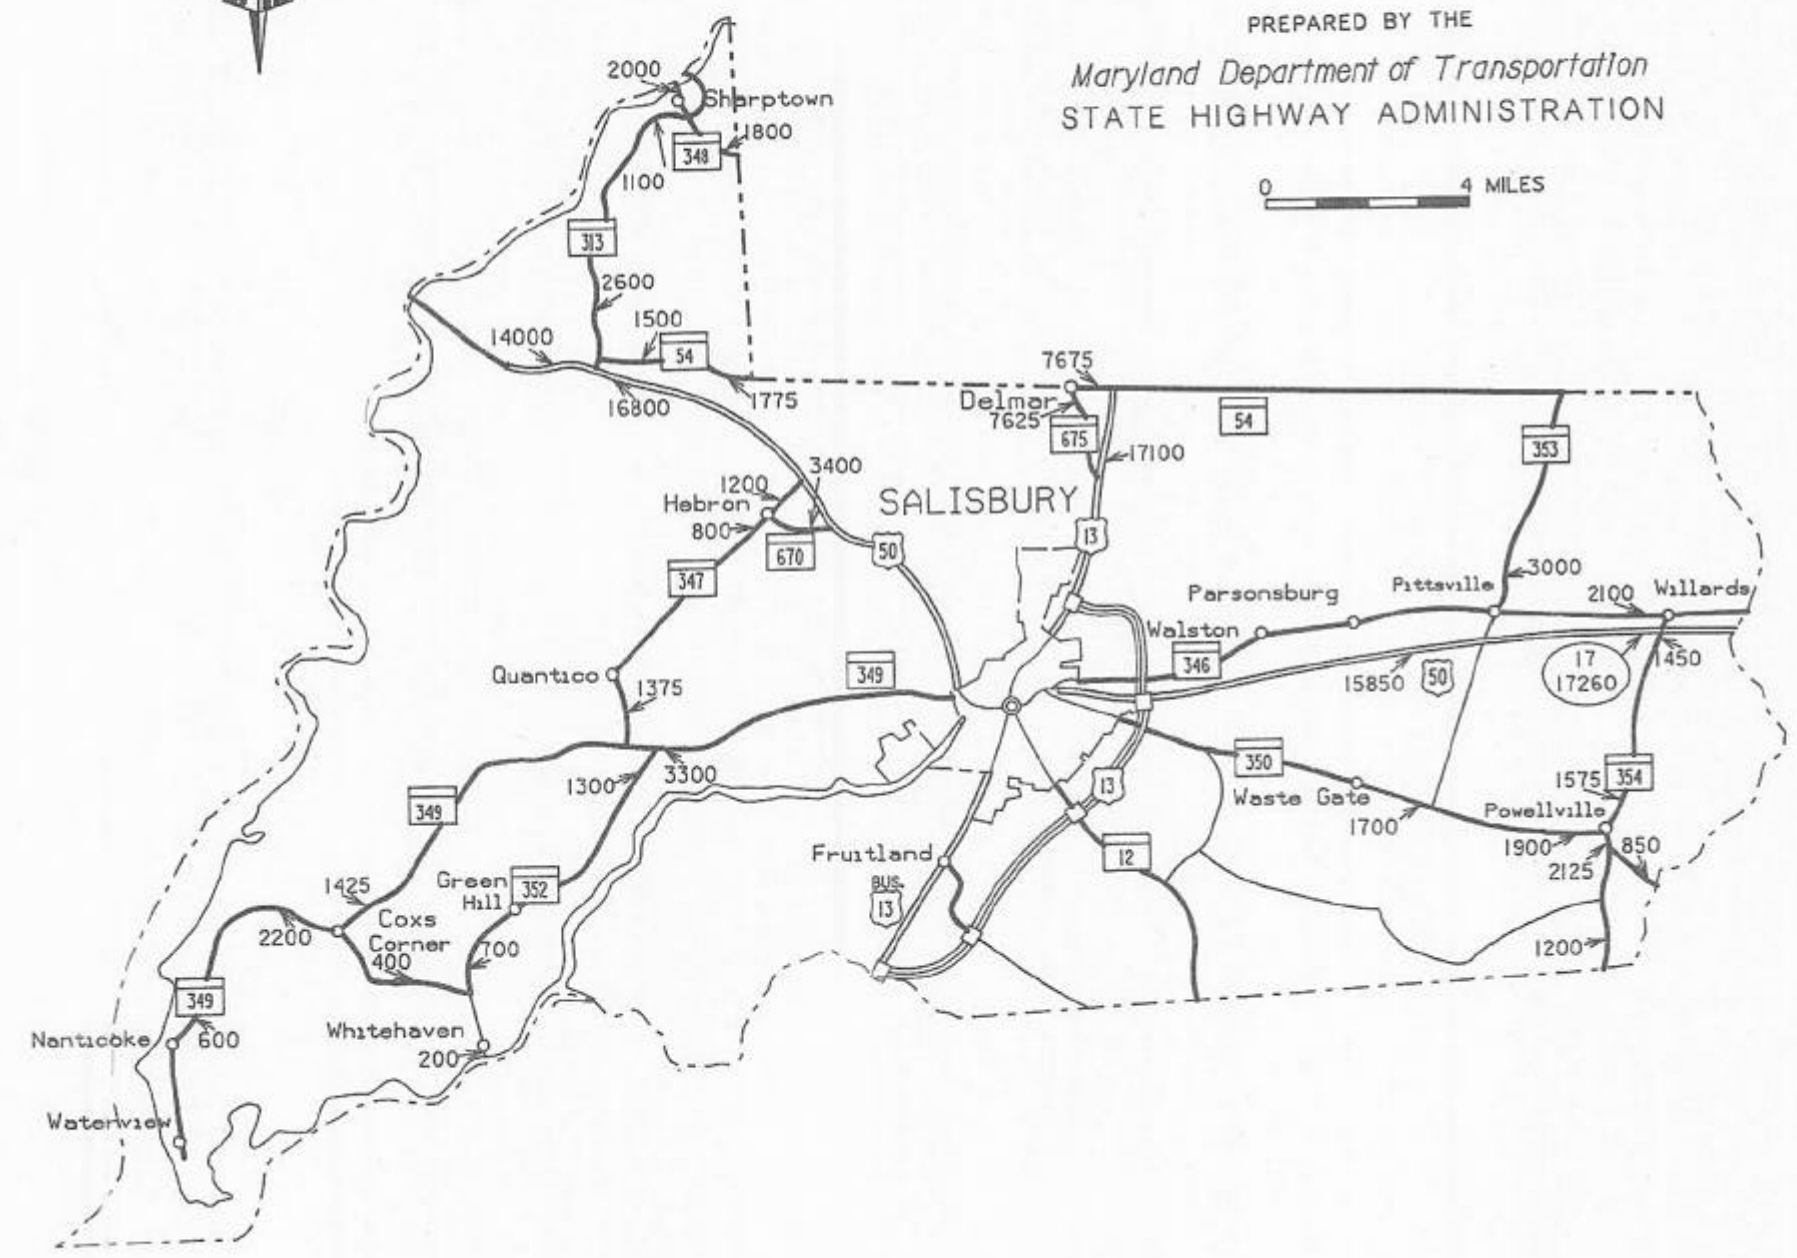 PREPARED BY THE
Maryland Department of Transportation
STATE HIGHWAY ADMINISTRATION
0 4 MILES
2000
Sharptown
1800
348
1100
313
2600
1500
14000
54
16800
1775
7675
Delmar
7625
675
54
17100
353
3400
1200
Hebron
800
670
SALISBURY
50
13
347
3000
Pittsville
2100
Willards
Parsonsburg
Walston
346
15850
50
17
17260
1450
Quantico
1375
349
1300
3300
349
350
Waste Gate
1700
13
1575
354
Powellville
1900
850
2125
Fruitland
BUS.
13
12
1425
Green
Hill
352
Coxs
Corner
2200
400
700
1200
349
Nanticoke
600
Whitehaven
200
Waterview